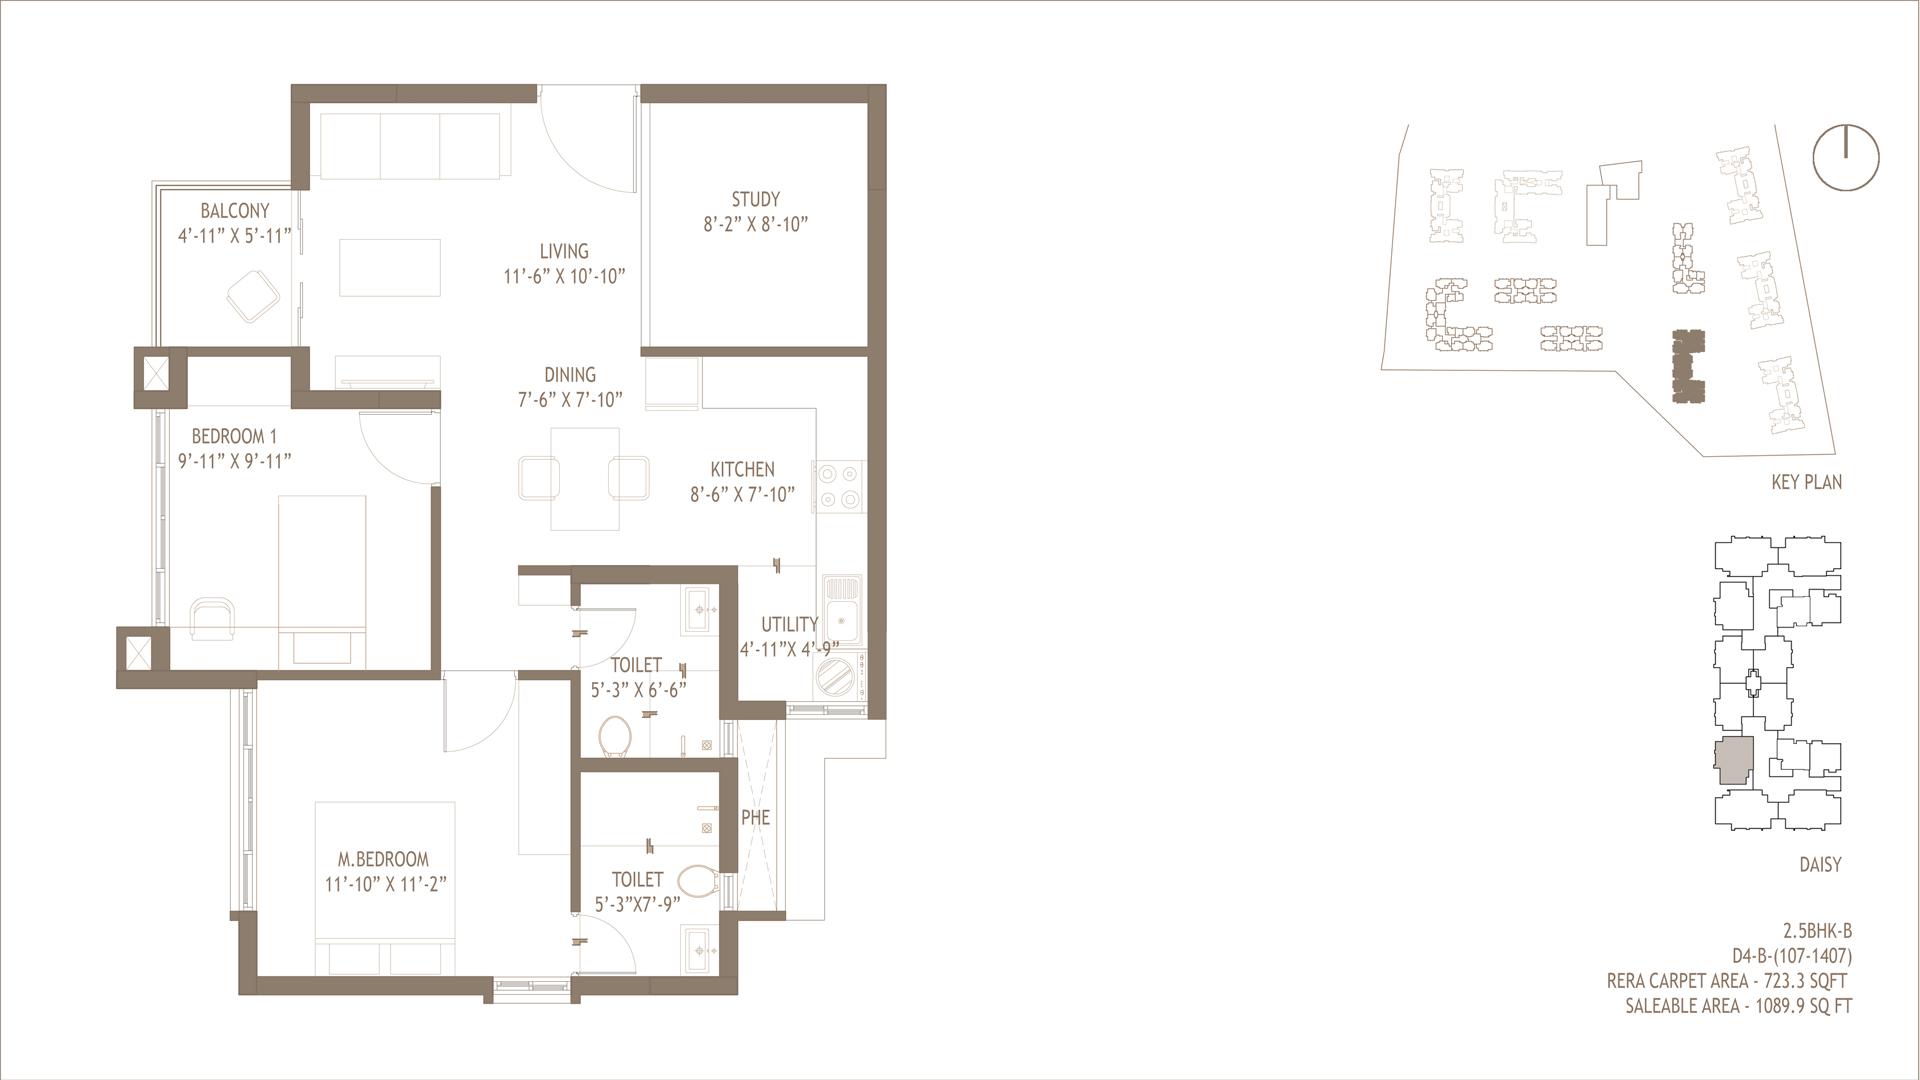 BALCONY
4’-11” X 5’-11”
LIVING
11’-6” X 10’-10”
STUDY
8’-2” X 8’-10”
DINING
7’-6” X 7’-10”
BEDROOM 1
9’-11” X 9’-11”
KITCHEN
8’-6” X 7’-10”
UTILITY
4’-11”X 4’-9”
TOILET
5’-3” X 6’-6”
PHE
M.BEDROOM
11’-10” X 11’-2”
TOILET
5’-3”X7’-9”
KEY PLAN
DAISY
2.5BHK-B
D4-B-(107-1407)
RERA CARPET AREA - 723.3 SQFT
SALEABLE AREA - 1089.9 SQ FT